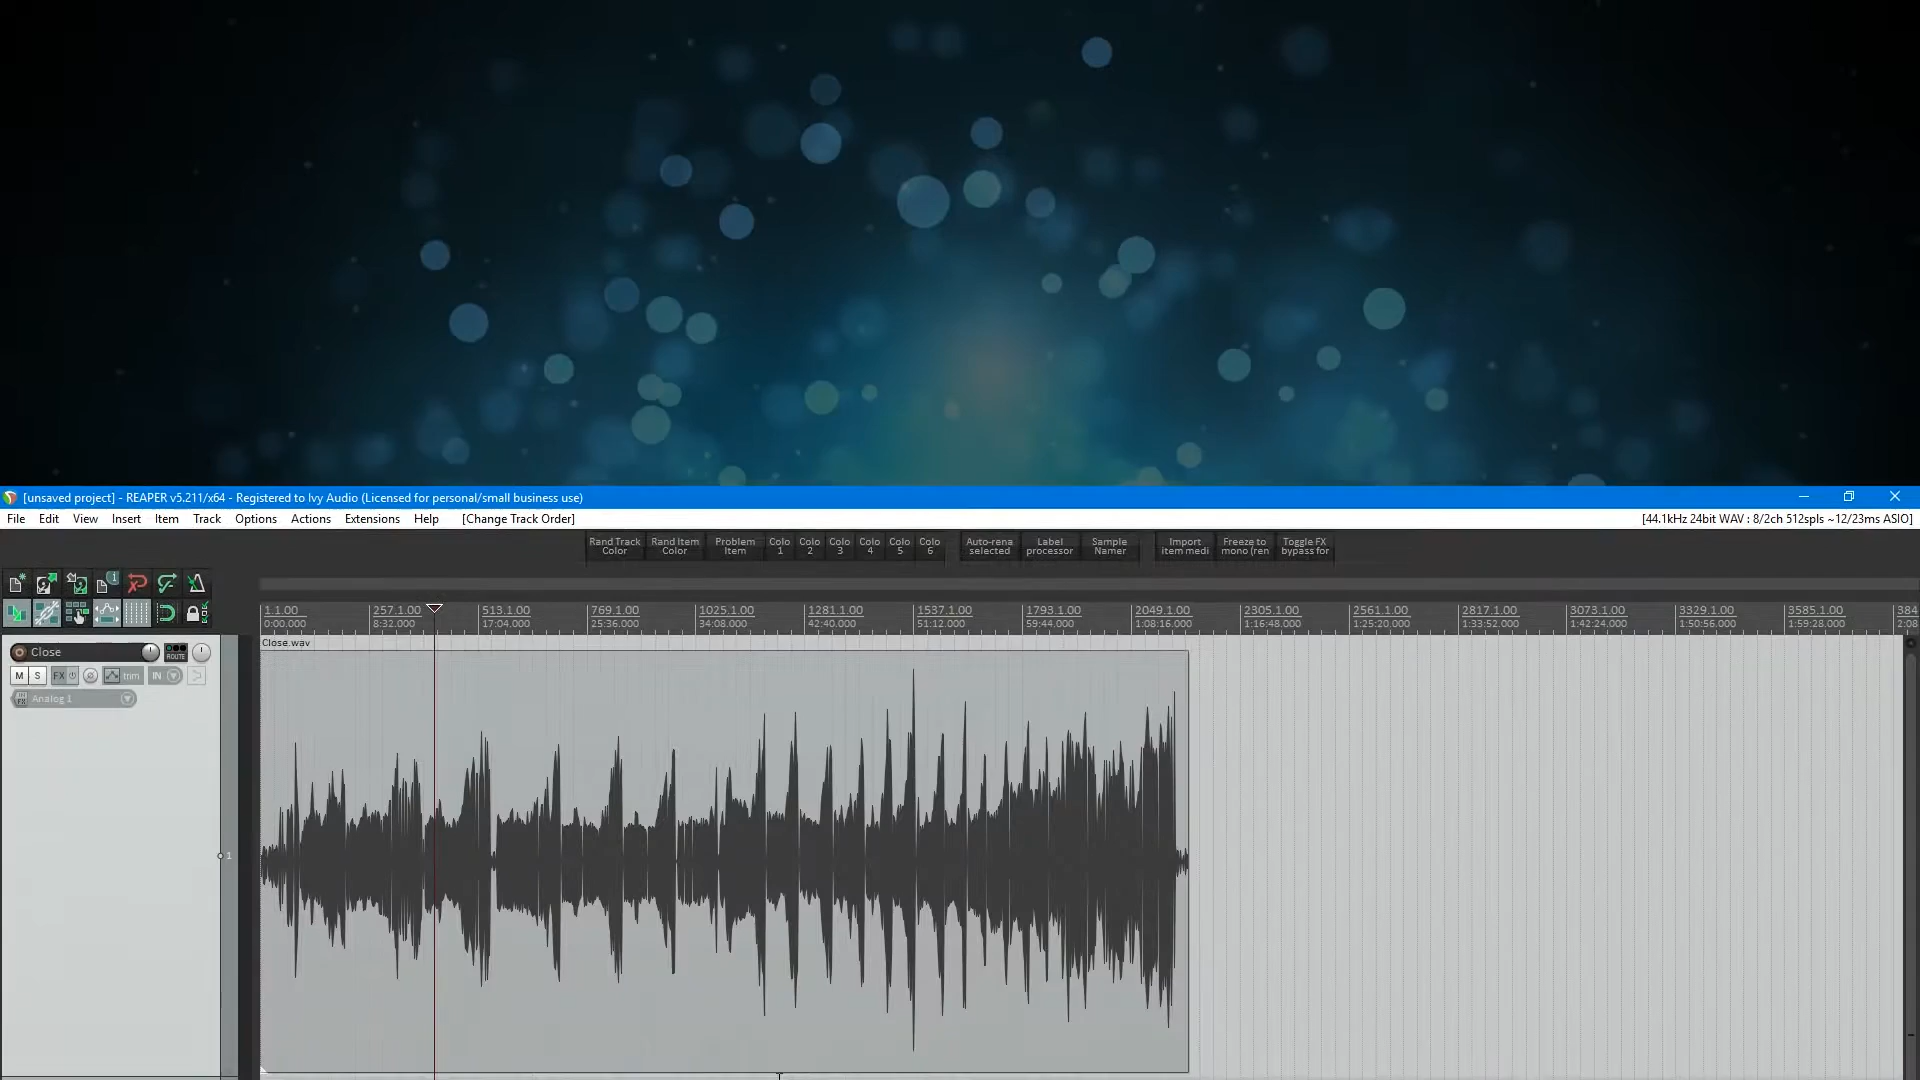 [unsaved project] - REAPER v5.211/x64 - Registered to Ivy Audio (Licensed for personal/small business use)
File Edit View Insert Item Track Options Actions Extensions Help [Change Track Order] [44.1kHz 24bit WAV : 8/2ch 512spls ~12/23ms ASIO]
Rand Track Color
Rand Item Color
Problem Item
Colo 1
Colo 2
Colo 3
Colo 4
Colo 5
Colo 6
Auto-rena selected
Label processor
Sample Namer
Import item medi
Freeze to mono (ren
Toggle FX bypass for
1.1.00 257.1.00 513.1.00 769.1.00 1025.1.00 1281.1.00 1537.1.00 1793.1.00 2049.1.00 2305.1.00 2561.1.00 2817.1.00 3073.1.00 3329.1.00 3585.1.00 384
0:00.000 8:32.000 17:04.000 25:36.000 34:08.000 42:40.000 51:12.000 59:44.000 1:08:16.000 1:16:48.000 1:25:20.000 1:33:52.000 1:42:24.000 1:50:56.000 1:59:28.000 2:08
Close.wav
Close ROUTE
M S FX trim IN
IN FX Analog 1
1